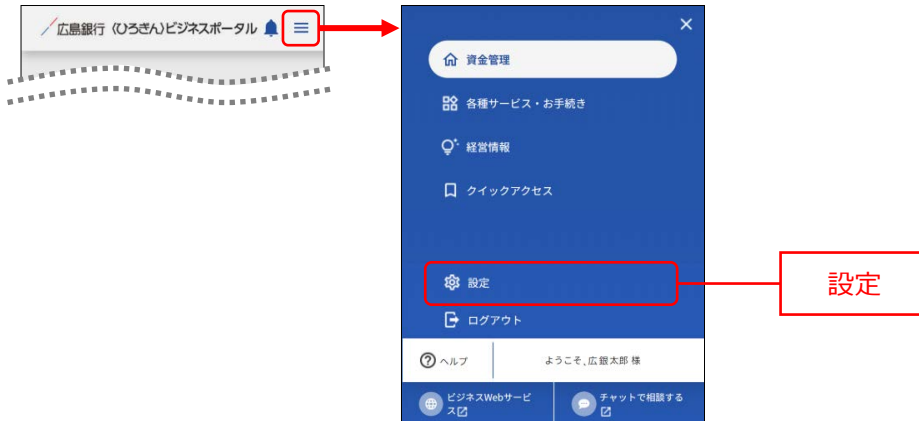 広島銀行 〈ひろぎん〉ビジネスポータル
資金管理
各種サービス・お手続き
経営情報
クイックアクセス
設定
設定
ログアウト
ヘルプ
ようこそ、広銀太郎 様
ビジネスWebサービ
ス
チャットで相談する